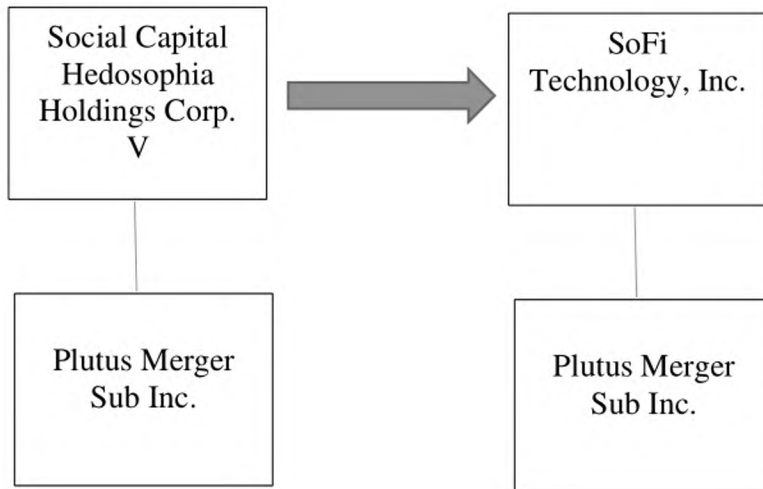 Social Capital
Hedosophia
Holdings Corp.
V
SoFi
Technology, Inc.
Plutus Merger
Sub Inc.
Plutus Merger
Sub Inc.